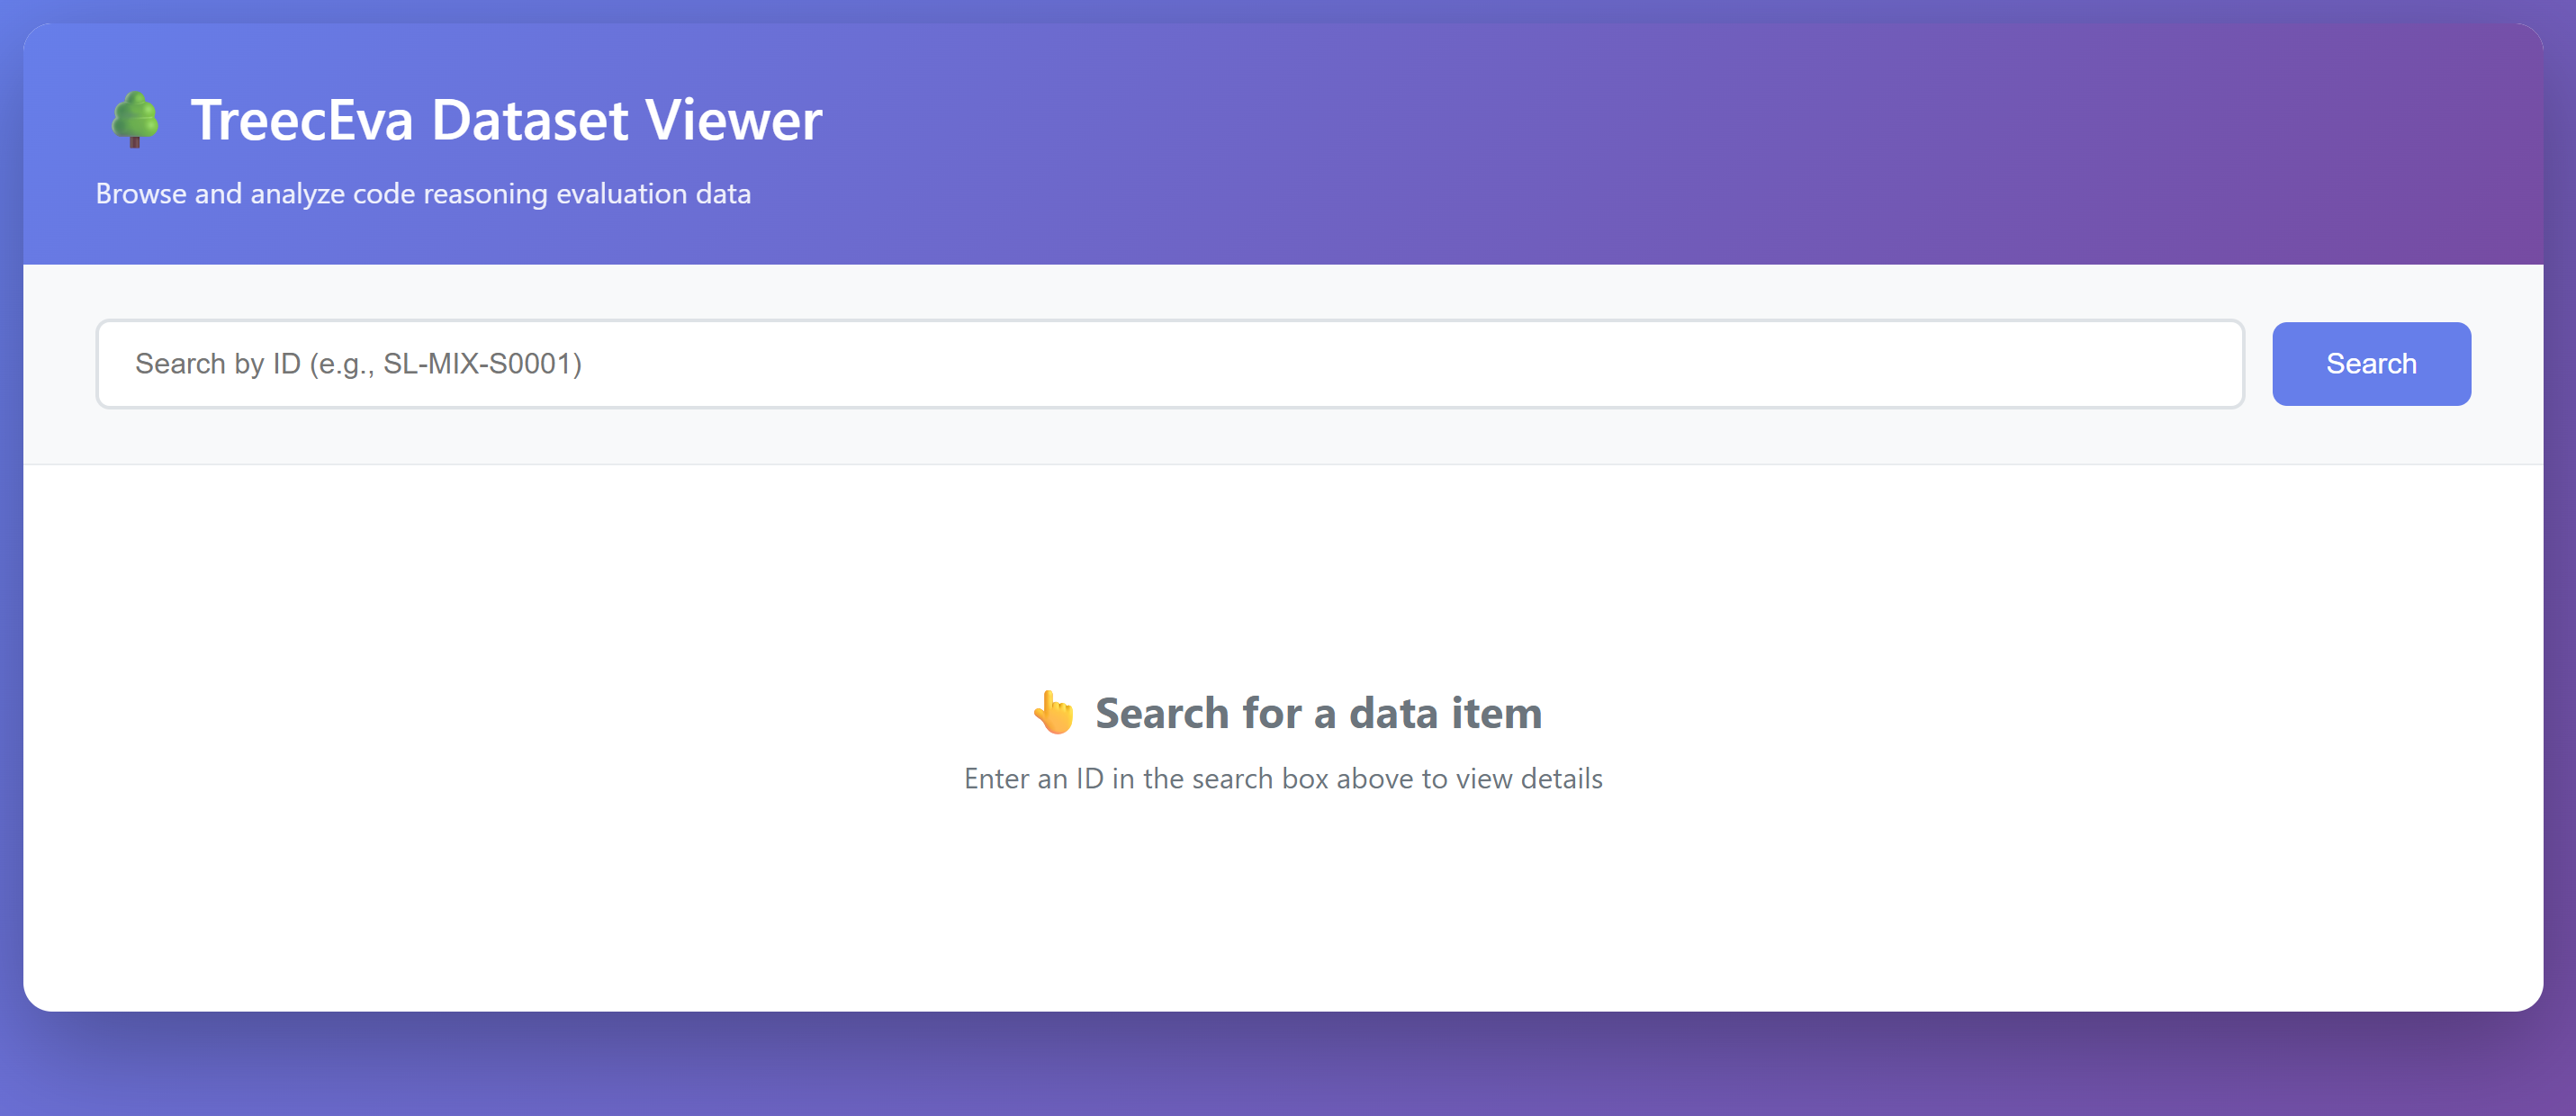 TreecEva Dataset Viewer
Browse and analyze code reasoning evaluation data
Search by ID (e.g., SL-MIX-S0001)
Search
Search for a data item
Enter an ID in the search box above to view details